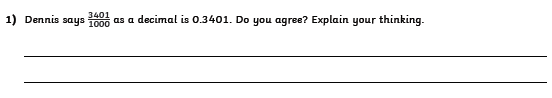 1) Dennis says 3401/1000 as a decimal is 0.3401. Do you agree? Explain your thinking.